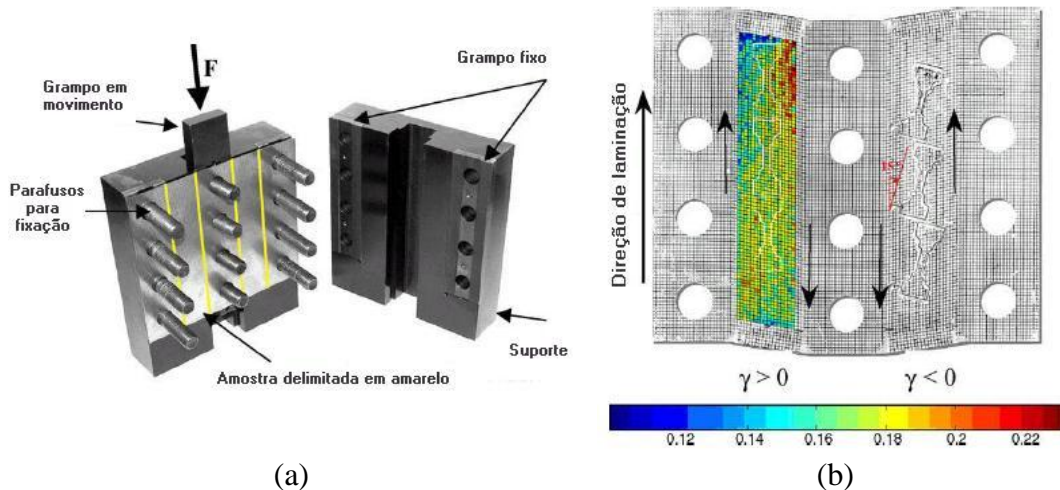 F
Grampo em
movimento
Grampo fixo
Parafusos
para
fixação
Suporte
Amostra delimitada em amarelo
(a)
Direção de laminação
γ > 0
γ < 0
0.12
0.14
0.16
0.18
0.2
0.22
(b)